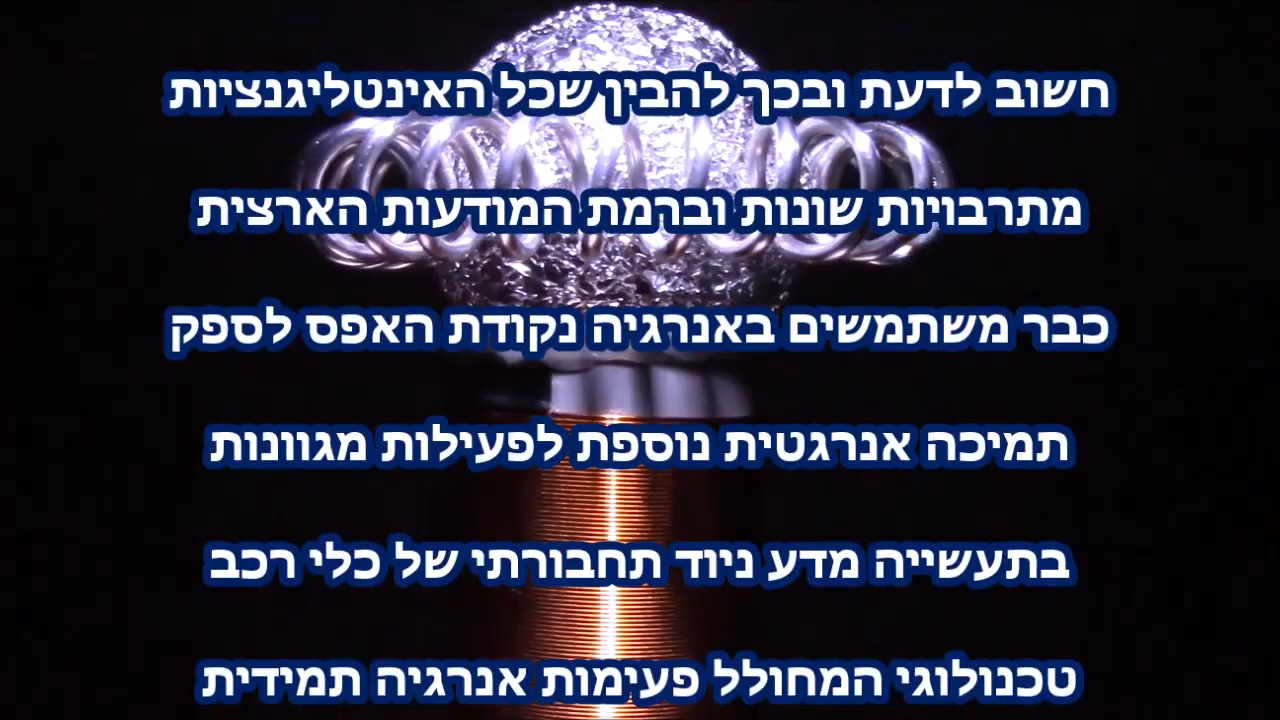 חשוב לדעת ובכך להבין שכל האינטליגנציות
מתרבויות שונות וברמת המודעות הארצית
כבר משתמשים באנרגיה נקודת האפס לספק
תמיכה אנרגטית נוספת לפעילות מגוונות
בתעשייה מדע ניוד תחבורתי של כלי רכב
טכנולוגי המחולל פעימות אנרגיה תמידית